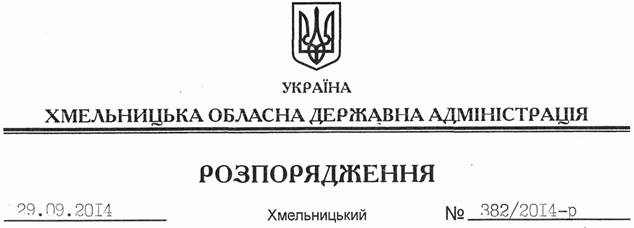 УКРАЇНА
ХМЕЛЬНИЦЬКА ОБЛАСНА ДЕРЖАВНА АДМІНІСТРАЦІЯ
РОЗПОРЯДЖЕННЯ
29.09.2014 Хмельницький № 382/2014-р